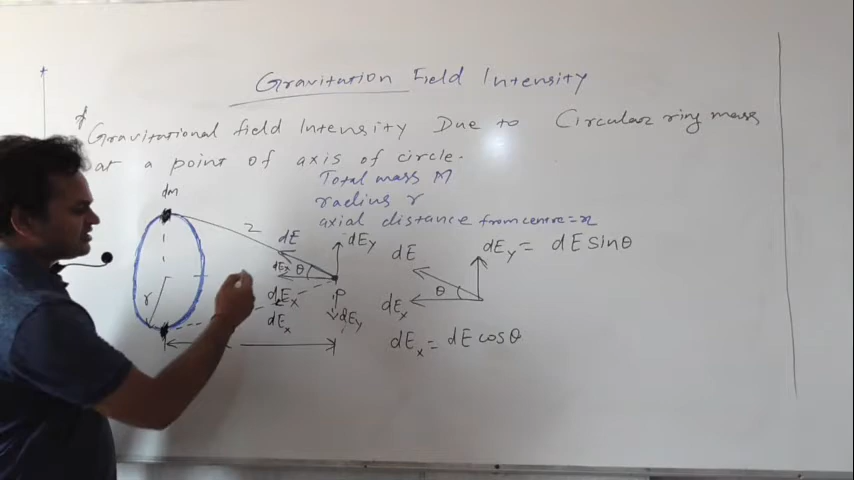 Gravitation Field Intensity
* Gravitational field Intensity Due to Circular ring mass
at a point of axis of circle.
Total mass M
radius r
axial distance from centre = x
dm
z
dE
dEy
dEx
θ
P
r
dEx
dEx
dEy
dE
dEy = dE sinθ
θ
dEx
dEx = dE cosθ